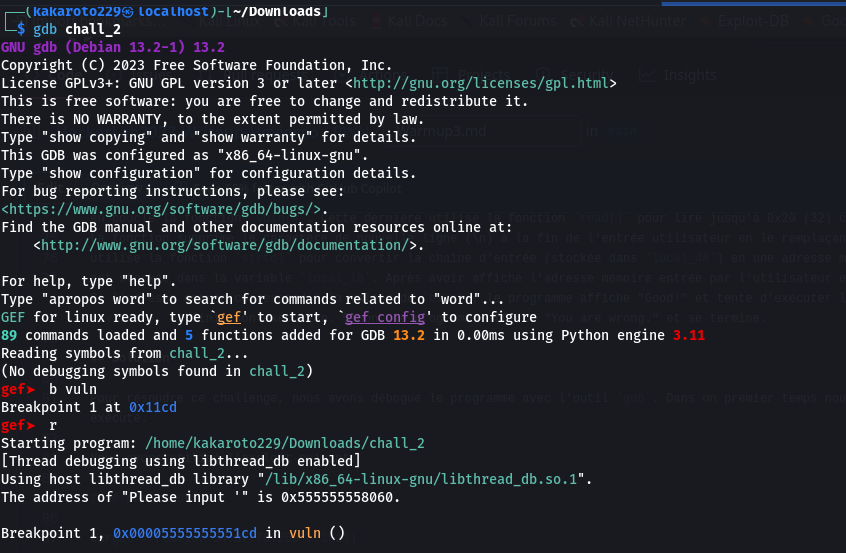 (kakaroto229㉿localhost)-[~/Downloads]
$ gdb chall_2
GNU gdb (Debian 13.2-1) 13.2
Copyright (C) 2023 Free Software Foundation, Inc.
License GPLv3+: GNU GPL version 3 or later <http://gnu.org/licenses/gpl.html>
This is free software: you are free to change and redistribute it.
There is NO WARRANTY, to the extent permitted by law.
Type "show copying" and "show warranty" for details.
This GDB was configured as "x86_64-linux-gnu".
Type "show configuration" for configuration details.
For bug reporting instructions, please see:
<https://www.gnu.org/software/gdb/bugs/>.
Find the GDB manual and other documentation resources online at:
    <http://www.gnu.org/software/gdb/documentation/>.
For help, type "help".
Type "apropos word" to search for commands related to "word"...
GEF for linux ready, type `gef' to start, `gef config' to configure
89 commands loaded and 5 functions added for GDB 13.2 in 0.00ms using Python engine 3.11
Reading symbols from chall_2...
(No debugging symbols found in chall_2)
gef➤  b vuln
Breakpoint 1 at 0x11cd
gef➤  r
Starting program: /home/kakaroto229/Downloads/chall_2
[Thread debugging using libthread_db enabled]
Using host libthread_db library "/lib/x86_64-linux-gnu/libthread_db.so.1".
The address of "Please input '" is 0x555555558060.
Breakpoint 1, 0x00005555555551cd in vuln ()